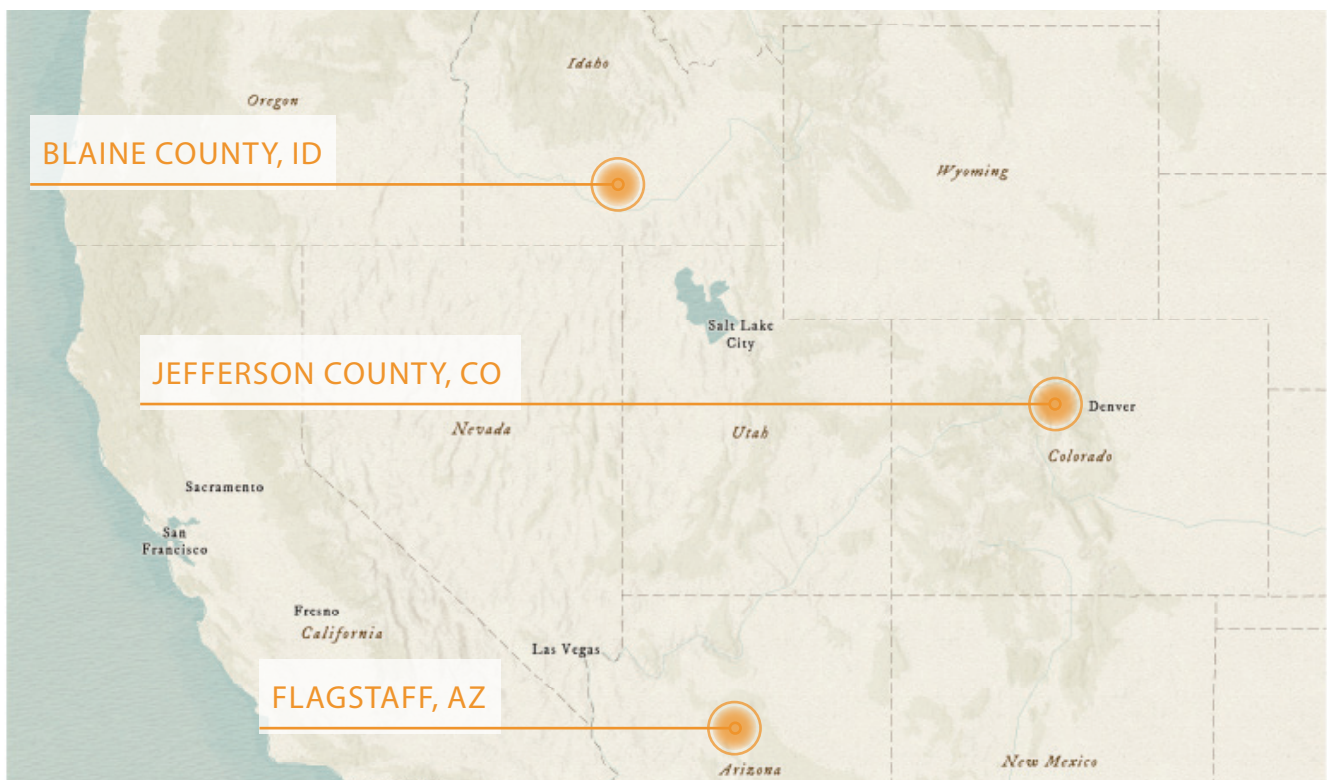 Idaho
Oregon
BLAINE COUNTY, ID
Wyoming
Salt Lake
City
JEFFERSON COUNTY, CO
Denver
Nevada
Utah
Colorado
Sacramento
San
Francisco
Fresno
California
Las Vegas
FLAGSTAFF, AZ
Arizona
New Mexico